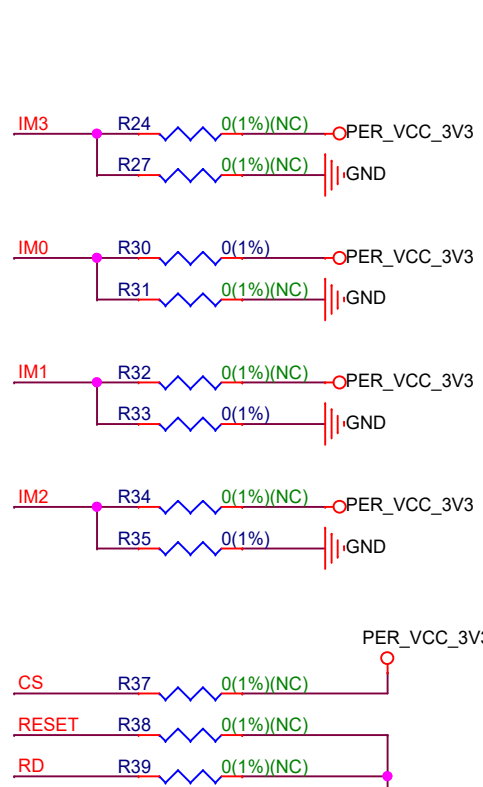 IM3 R24 0(1%)(NC) PER_VCC_3V3
R27 0(1%)(NC) GND
IM0 R30 0(1%) PER_VCC_3V3
R31 0(1%)(NC) GND
IM1 R32 0(1%)(NC) PER_VCC_3V3
R33 0(1%) GND
IM2 R34 0(1%)(NC) PER_VCC_3V3
R35 0(1%) GND
PER_VCC_3V3
CS R37 0(1%)(NC)
RESET R38 0(1%)(NC)
RD R39 0(1%)(NC)